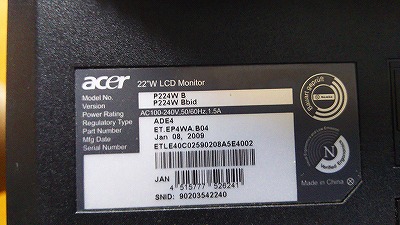 acer 22"W LCD Monitor
Model No. P224W B
Version P224W Bbid
Power Rating AC100-240V,50/60Hz,1.5A
Regulatory Type ADE4
Part Number ET.EP4WA.B04
Mfg Date Jan 08, 2009
Serial Number ETLE40C02590208A5E4002
JAN
4 515777 526241
SNID: 90203542240
Bauart geprüft
N
Made in China